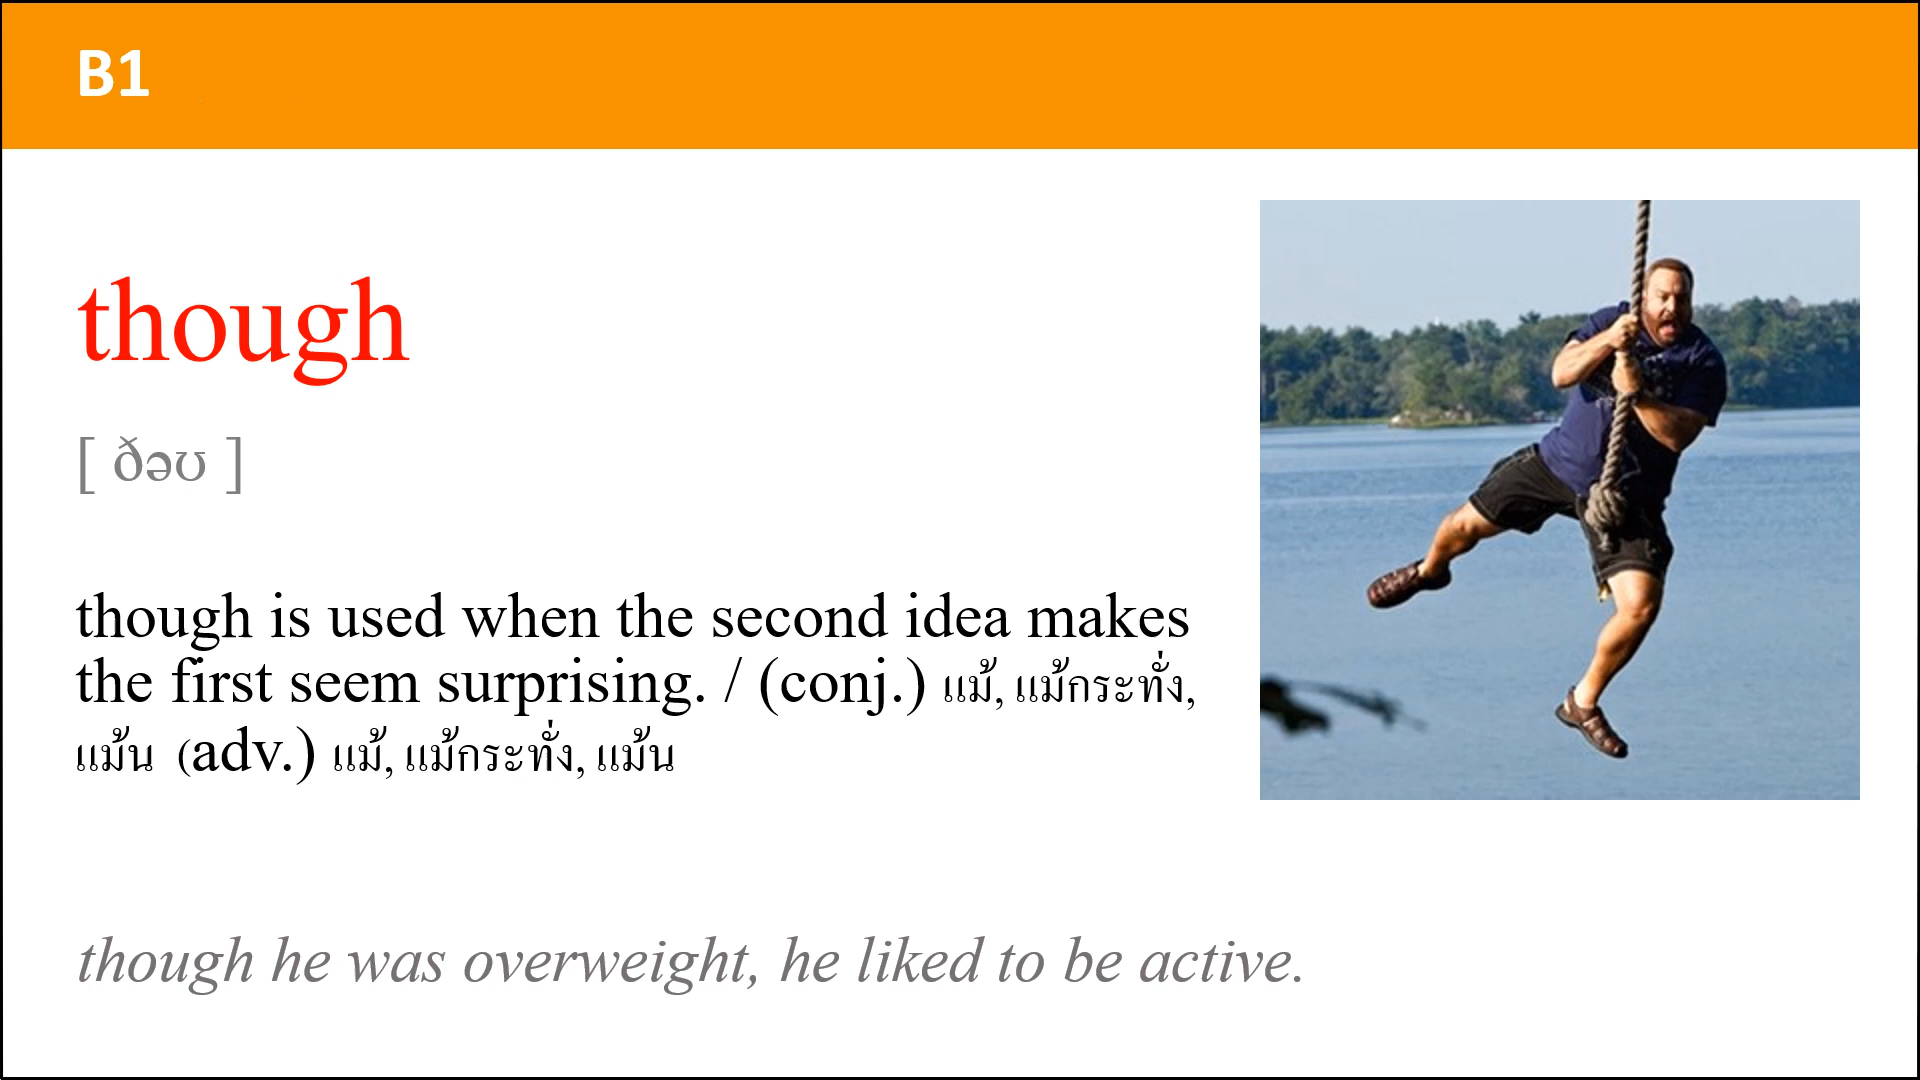 B1
though
[ ðəʊ ]
though is used when the second idea makes
the first seem surprising. / (conj.) แม้, แม้กระทั่ง,
แม้น (adv.) แม้, แม้กระทั่ง, แม้น
though he was overweight, he liked to be active.